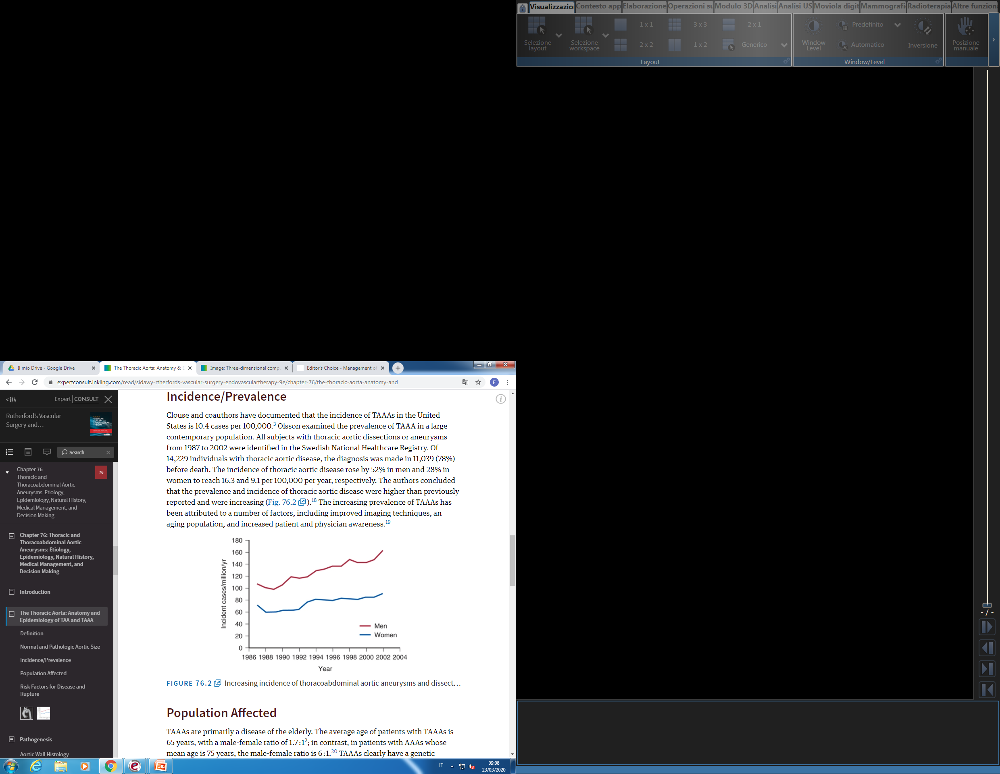 Visualizzazio
Contesto app
Elaborazione
Operazioni su
Modulo 3D
Analisi
Analisi US
Moviola digit
Mammografi
Radioterapia
Altre funzion
Selezione
layout
Selezione
workspace
1 x 1
3 x 3
2 x 1
2 x 2
1 x 2
Generico
Layout
Window
Level
Predefinito
Automatico
Inversione
Window/Level
Posizione
manuale
- / -
Il mio Drive - Google Drive
The Thoracic Aorta: Anatomy & E
Image: Three-dimensional compu
Editor's Choice - Management of
expertconsult.inkling.com/read/sidawy-rtherfords-vascular-surgery-endovasculartherapy-9e/chapter-76/the-thoracic-aorta-anatomy-and
F
Expert CONSULT
Rutherford's Vascular
Surgery and...
Search
Chapter 76
Thoracic and
Thoracoabdominal Aortic
Aneurysms: Etiology,
Epidemiology, Natural History,
Medical Management, and
Decision Making
76
Chapter 76: Thoracic and
Thoracoabdominal Aortic
Aneurysms: Etiology,
Epidemiology, Natural History,
Medical Management, and
Decision Making
Introduction
The Thoracic Aorta: Anatomy and
Epidemiology of TAA and TAAA
Definition
Normal and Pathologic Aortic Size
Incidence/Prevalence
Population Affected
Risk Factors for Disease and
Rupture
Pathogenesis
Aortic Wall Histology
Incidence/Prevalence
Clouse and coauthors have documented that the incidence of TAAAs in the United
States is 10.4 cases per 100,000.3 Olsson examined the prevalence of TAAA in a large
contemporary population. All subjects with thoracic aortic dissections or aneurysms
from 1987 to 2002 were identified in the Swedish National Healthcare Registry. Of
14,229 individuals with thoracic aortic disease, the diagnosis was made in 11,039 (78%)
before death. The incidence of thoracic aortic disease rose by 52% in men and 28% in
women to reach 16.3 and 9.1 per 100,000 per year, respectively. The authors concluded
that the prevalence and incidence of thoracic aortic disease were higher than previously
reported and were increasing (Fig. 76.2 ).18 The increasing prevalence of TAAAs has
been attributed to a number of factors, including improved imaging techniques, an
aging population, and increased patient and physician awareness.19
Incident cases/million/yr
180
160
140
120
100
80
60
40
20
0
Men
Women
1986 1988 1990 1992 1994 1996 1998 2000 2002 2004
Year
FIGURE 76.2 Increasing incidence of thoracoabdominal aortic aneurysms and dissect...
Population Affected
TAAAs are primarily a disease of the elderly. The average age of patients with TAAAs is
65 years, with a male-female ratio of 1.7:12; in contrast, in patients with AAAs whose
mean age is 75 years, the male-female ratio is 6:1.20 TAAAs clearly have a genetic
IT
09:08
23/03/2020